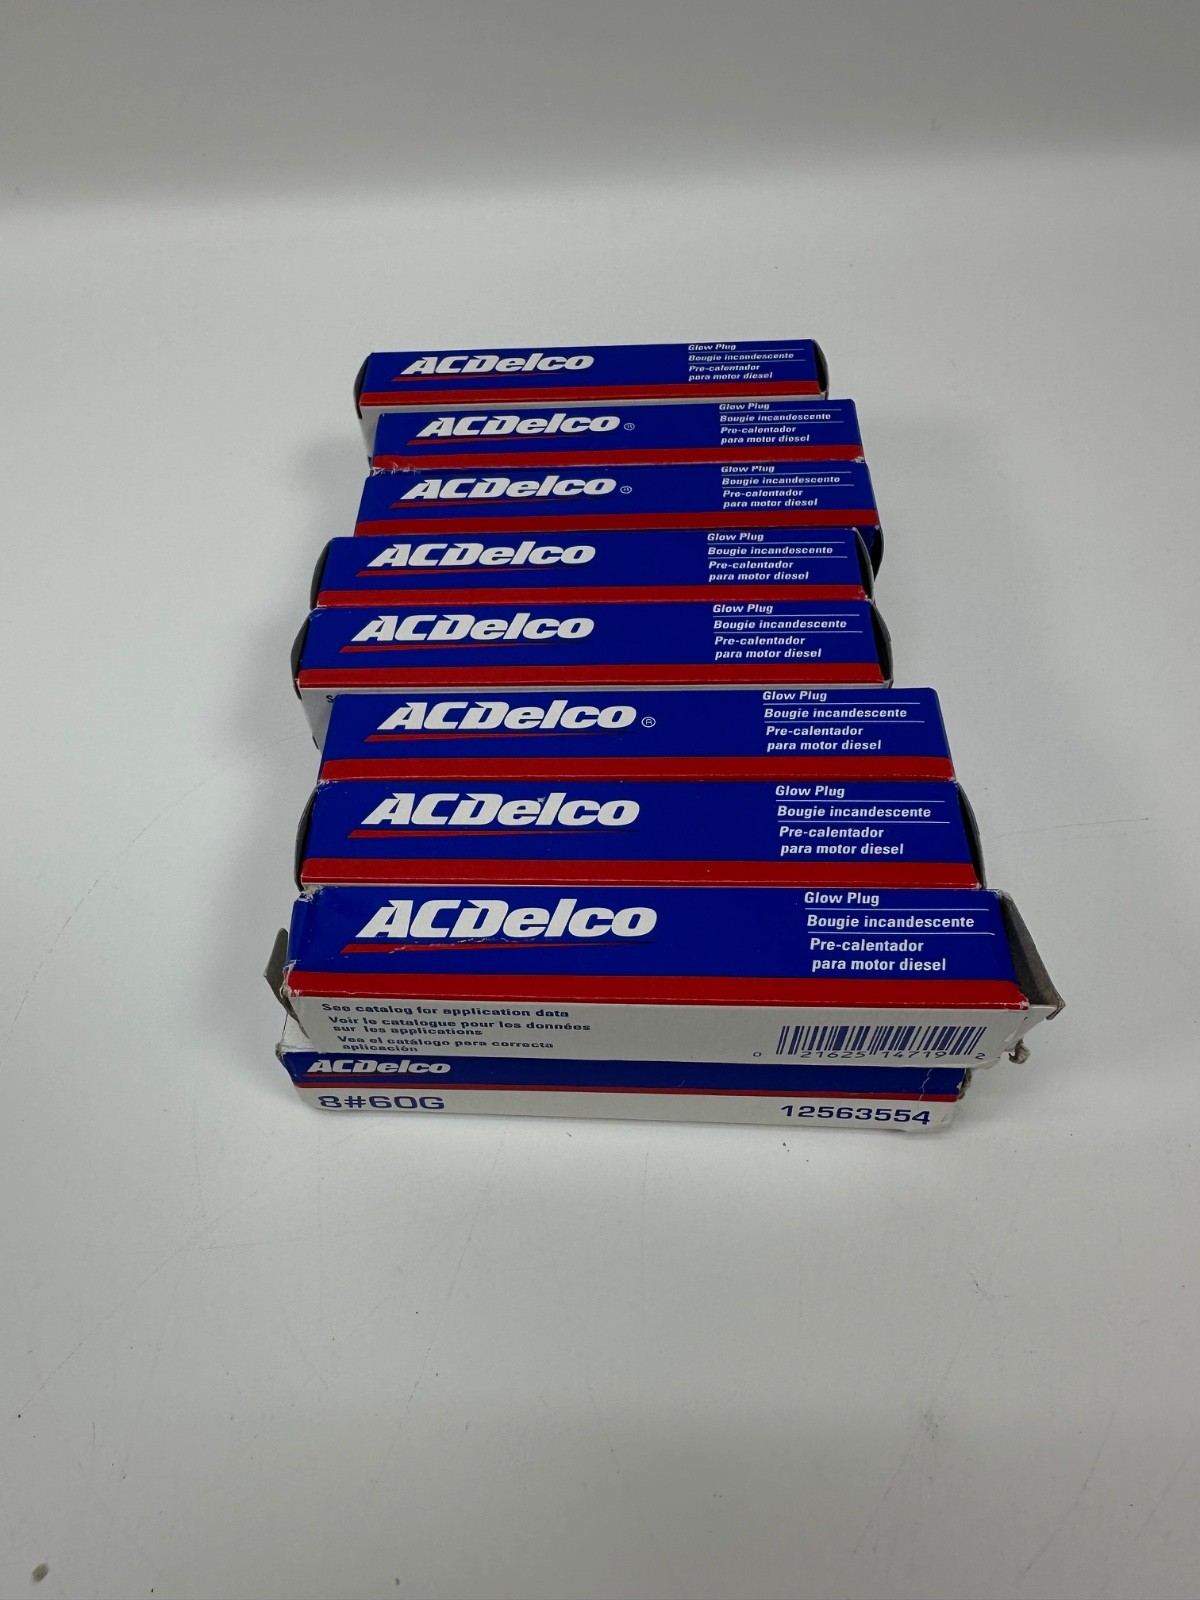 ACDelco
Glow Plug
Bougie incandescente
Pre-calentador
para motor diesel
ACDelco®
Glow Plug
Bougie incandescente
Pre-calentador
para motor diesel
ACDelco®
Glow Plug
Bougie incandescente
Pre-calentador
para motor diesel
ACDelco
Glow Plug
Bougie incandescente
Pre-calentador
para motor diesel
ACDelco
Glow Plug
Bougie incandescente
Pre-calentador
para motor diesel
ACDelco®
Glow Plug
Bougie incandescente
Pre-calentador
para motor diesel
ACDelco
Glow Plug
Bougie incandescente
Pre-calentador
para motor diesel
ACDelco
Glow Plug
Bougie incandescente
Pre-calentador
para motor diesel
See catalog for application data
Voir le catalogue pour les données
sur les applications
Vea el catálogo para correcta
aplicación
0 21625 14719 2
ACDelco
8#60G
12563554